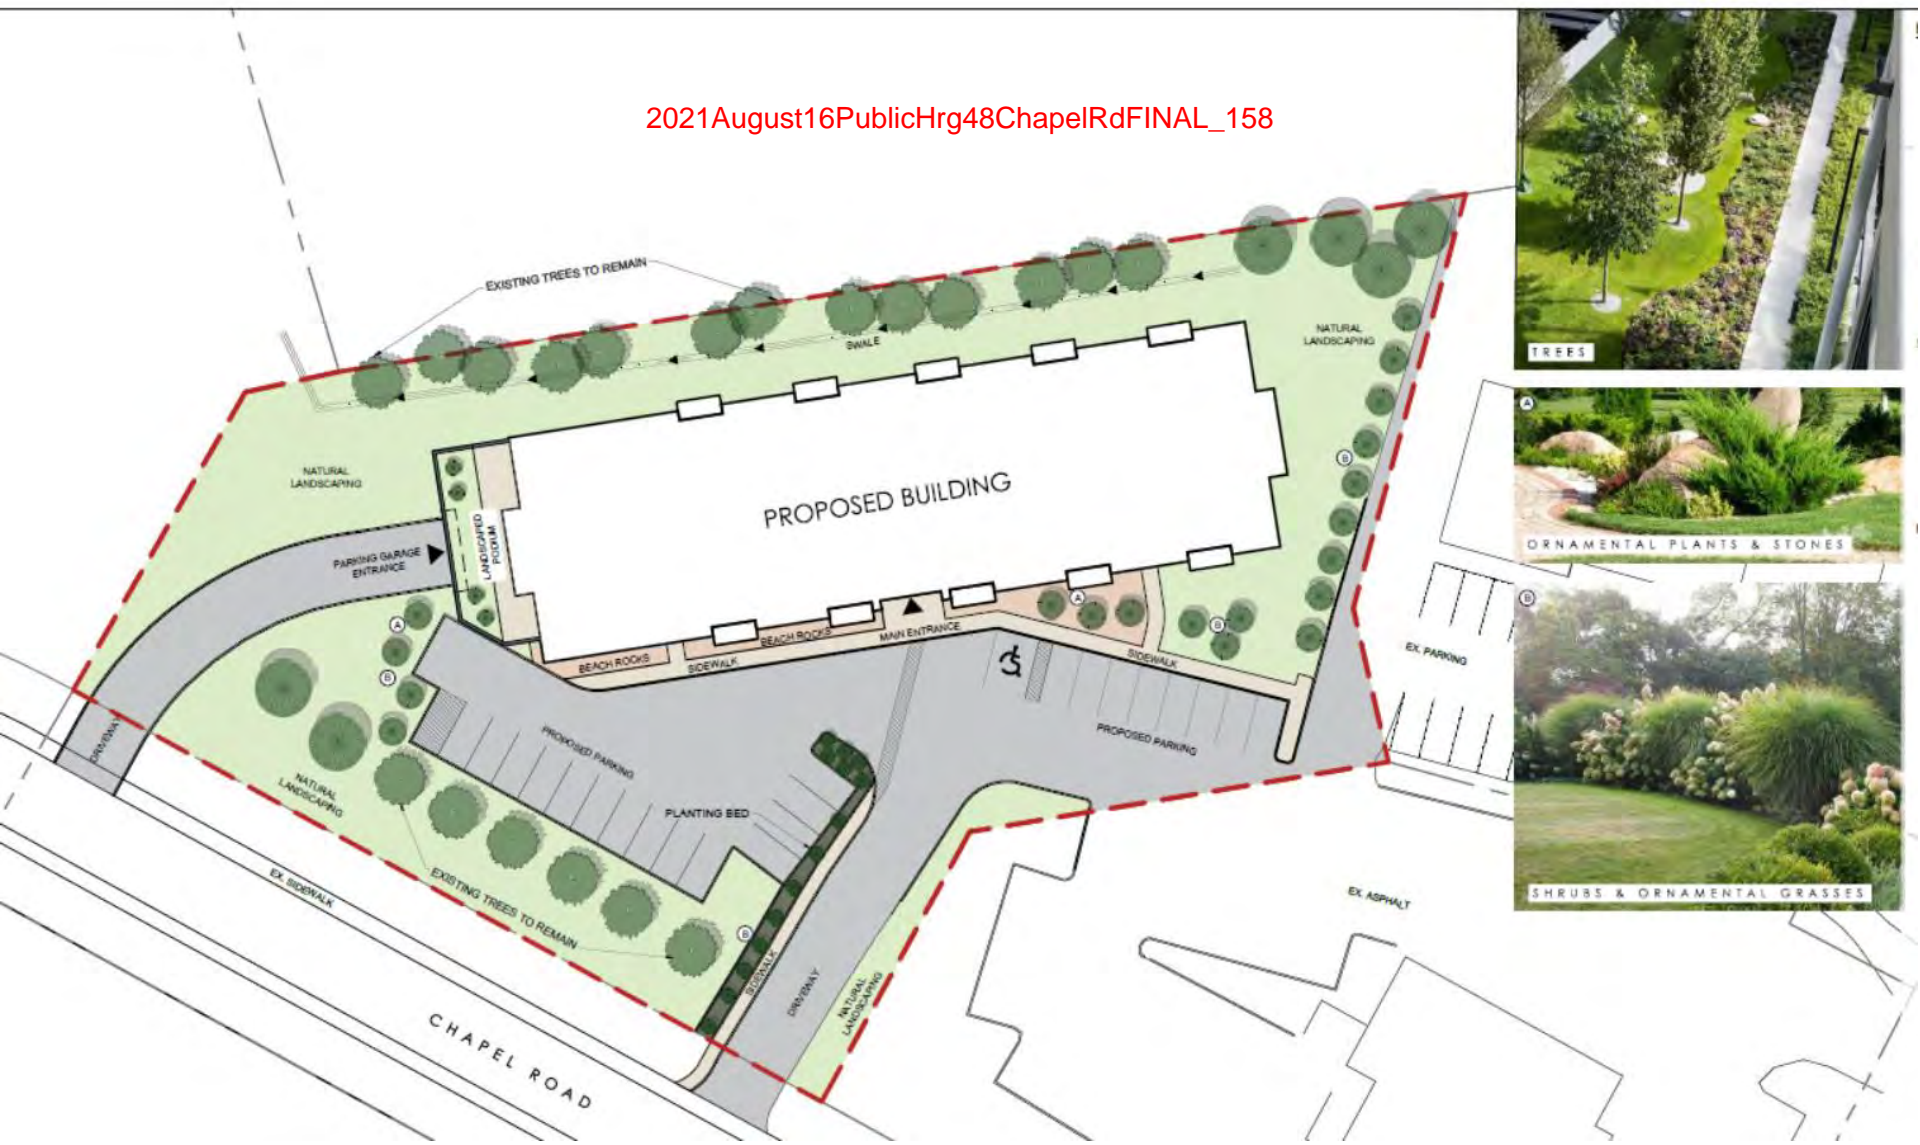 2021August16PublicHrg48ChapelRdFINAL_158
EXISTING TREES TO REMAIN
SWALE
NATURAL
LANDSCAPING
NATURAL
LANDSCAPING
PROPOSED BUILDING
LANDSCAPED
PODIUM
PARKING GARAGE
ENTRANCE
A
B
BEACH ROCKS
BEACH ROCKS
MAIN ENTRANCE
SIDEWALK
A
B
B
SIDEWALK
PROPOSED PARKING
PROPOSED PARKING
PLANTING BED
DRIVEWAY
NATURAL
LANDSCAPING
EXISTING TREES TO REMAIN
EX. SIDEWALK
B
SIDEWALK
DRIVEWAY
NATURAL
LANDSCAPING
CHAPEL ROAD
EX. PARKING
EX. ASPHALT
TREES
A
ORNAMENTAL PLANTS & STONES
B
SHRUBS & ORNAMENTAL GRASSES